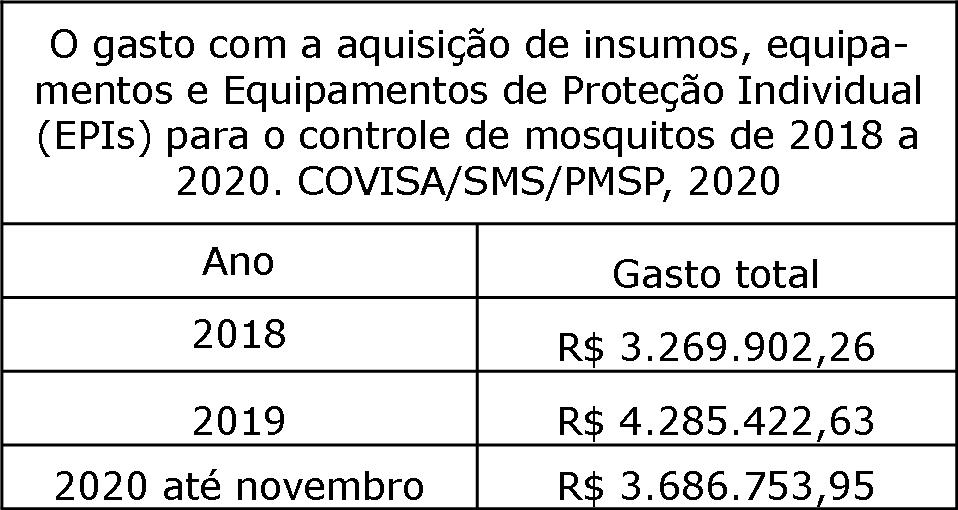 O gasto com a aquisição de insumos, equipa-
mentos e Equipamentos de Proteção Individual
(EPIs) para o controle de mosquitos de 2018 a
2020. COVISA/SMS/PMSP, 2020
Ano Gasto total
2018 R$ 3.269.902,26
2019 R$ 4.285.422,63
2020 até novembro R$ 3.686.753,95